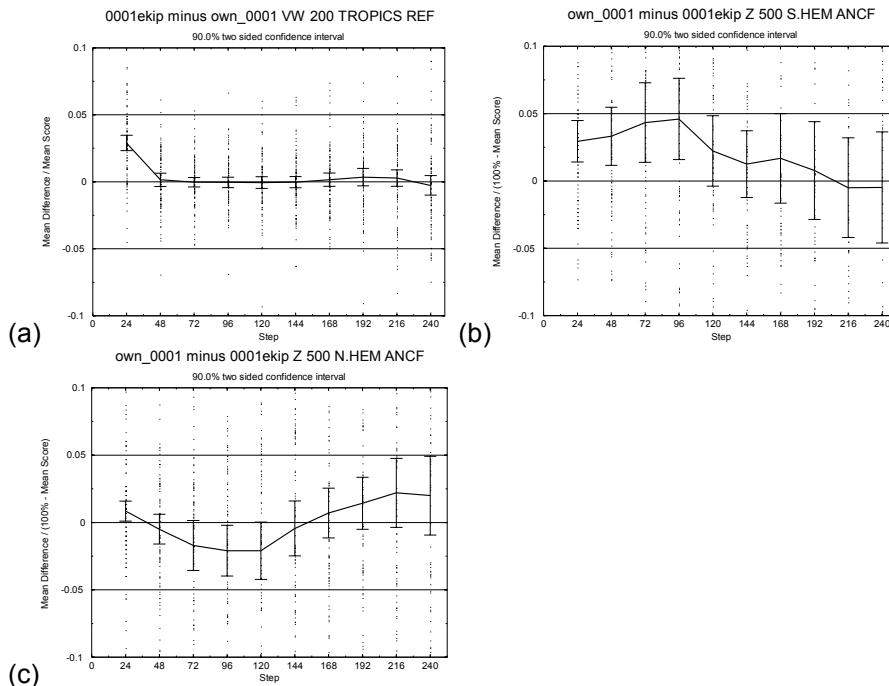 0001ekip minus own_0001 VW 200 TROPICS REF
90.0% two sided confidence interval
Mean Difference / Mean Score
0.1
0.05
0
-0.05
-0.1
0 24 48 72 96 120 144 168 192 216 240
Step
(a)
own_0001 minus 0001ekip Z 500 S.HEM ANCF
90.0% two sided confidence interval
Mean Difference / (100% - Mean Score)
0.1
0.05
0
-0.05
-0.1
0 24 48 72 96 120 144 168 192 216 240
Step
(b)
own_0001 minus 0001ekip Z 500 N.HEM ANCF
90.0% two sided confidence interval
Mean Difference / (100% - Mean Score)
0.1
0.05
0
-0.05
-0.1
0 24 48 72 96 120 144 168 192 216 240
Step
(c)